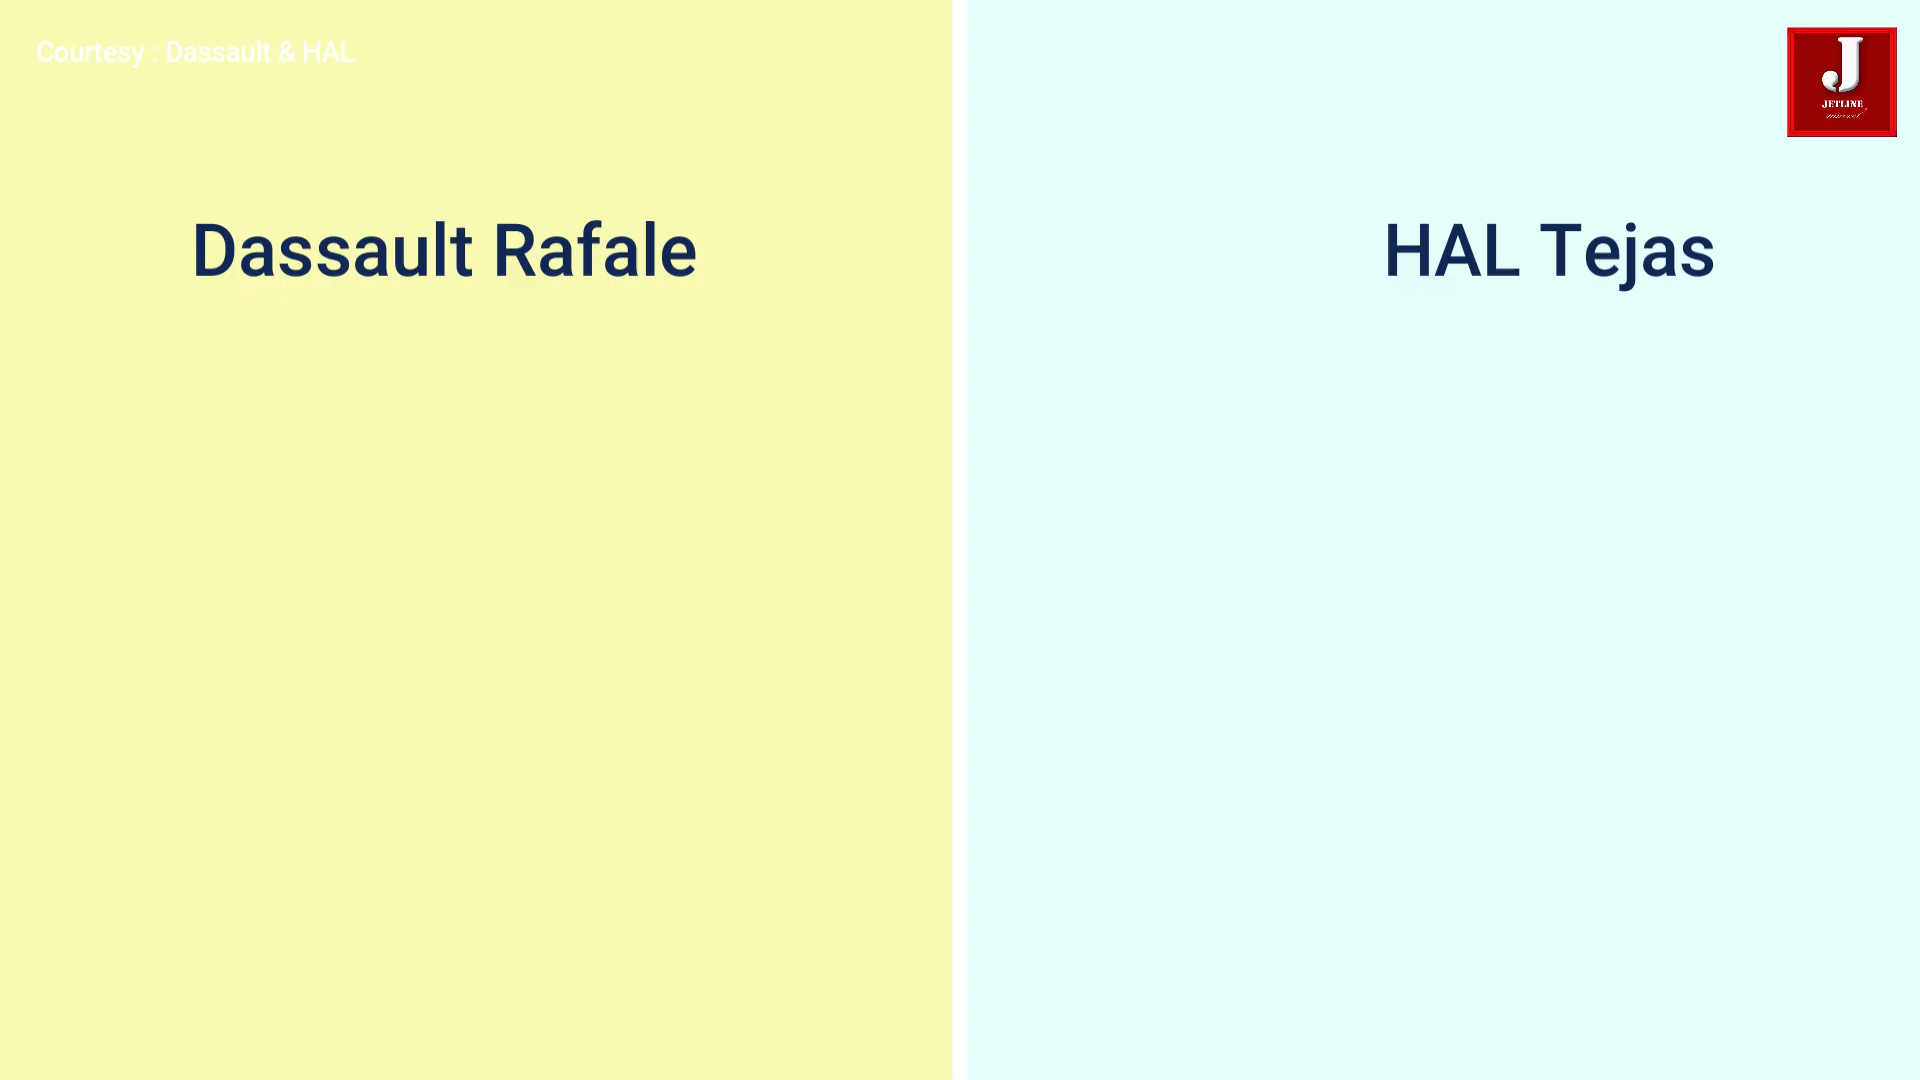 Courtesy : Dassault & HAL
J
JETLINE
Dassault Rafale
HAL Tejas